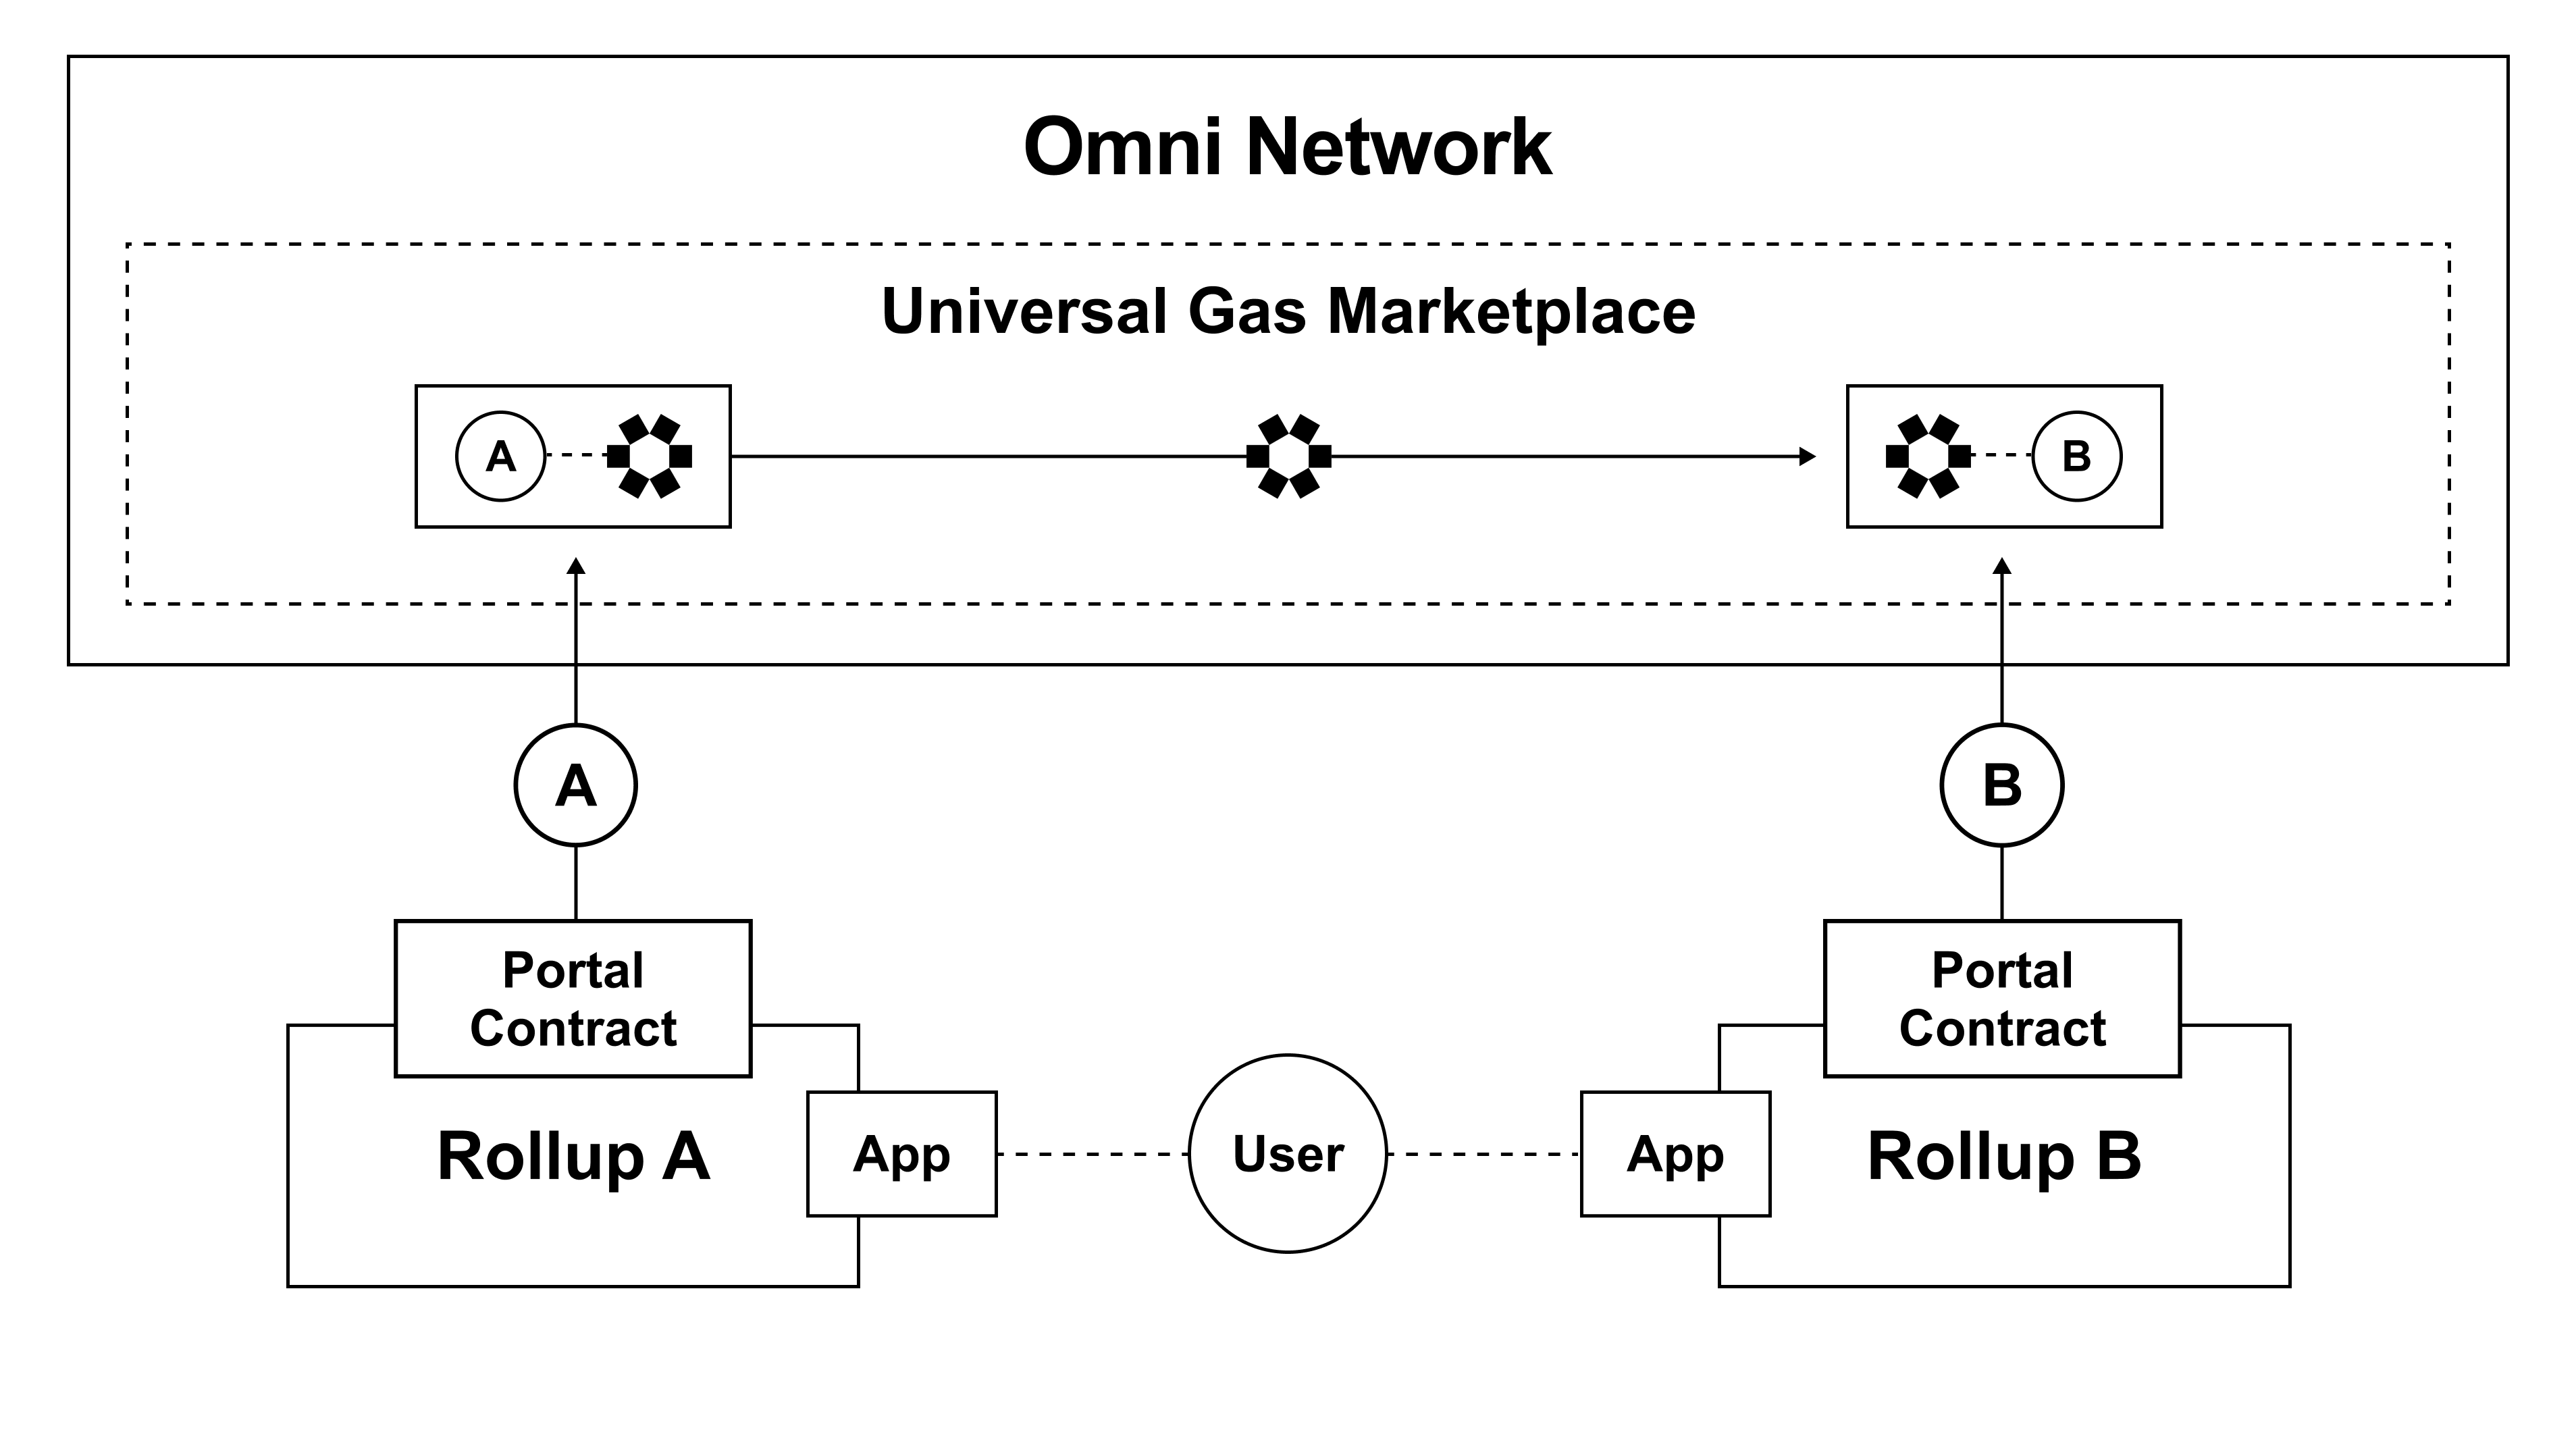 Omni Network
Universal Gas Marketplace
A
B
A
B
Portal
Contract
Portal
Contract
Rollup A
App
User
App
Rollup B